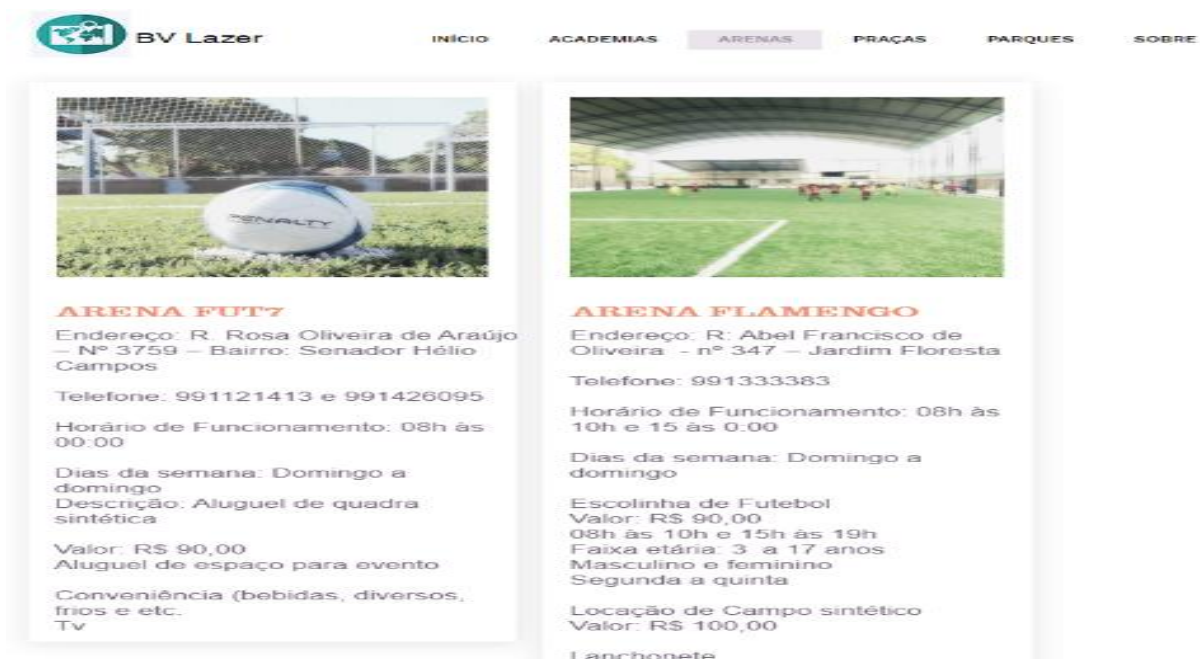 BV Lazer
INÍCIO
ACADEMIAS
ARENAS
PRAÇAS
PARQUES
SOBRE
PENALTY
ARENA FUT7
Endereço: R. Rosa Oliveira de Araújo
– Nº 3759 – Bairro: Senador Hélio
Campos
Telefone: 991121413 e 991426095
Horário de Funcionamento: 08h às
00:00
Dias da semana: Domingo a
domingo
Descrição: Aluguel de quadra
sintética
Valor: R$ 90,00
Aluguel de espaço para evento
Conveniência (bebidas, diversos,
frios e etc.
Tv
ARENA FLAMENGO
Endereço: R: Abel Francisco de
Oliveira - nº 347 – Jardim Floresta
Telefone: 991333383
Horário de Funcionamento: 08h às
10h e 15 às 0:00
Dias da semana: Domingo a
domingo
Escolinha de Futebol
Valor: R$ 90,00
08h às 10h e 15h às 19h
Faixa etária: 3 a 17 anos
Masculino e feminino
Segunda a quinta
Locação de Campo sintético
Valor: R$ 100,00
Lanchonete